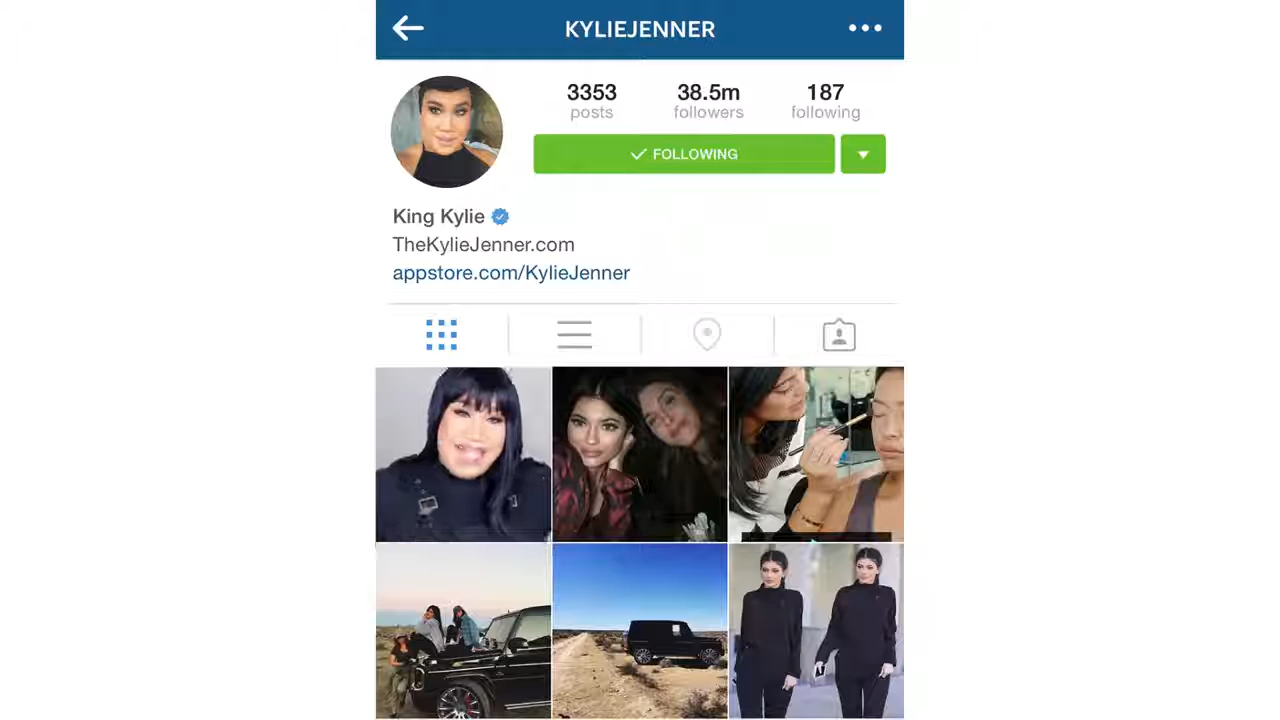 KYLIEJENNER
3353 38.5m 187
posts followers following
FOLLOWING
King Kylie
TheKylieJenner.com
appstore.com/KylieJenner